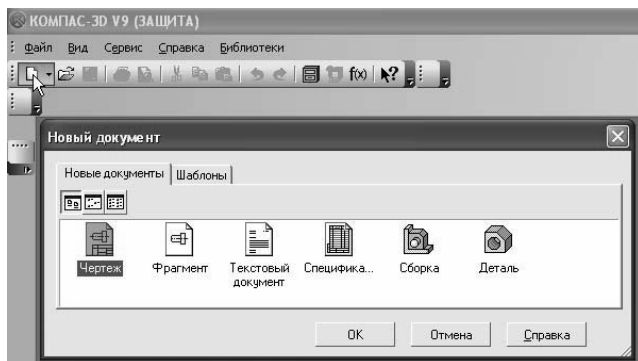 КОМПАС-3D V9 (ЗАЩИТА)
Файл Вид Сервис Справка Библиотеки
f(x) ?
Новый документ
Новые документы Шаблоны
Чертеж Фрагмент Текстовый документ Специфика... Сборка Деталь
ОК Отмена Справка